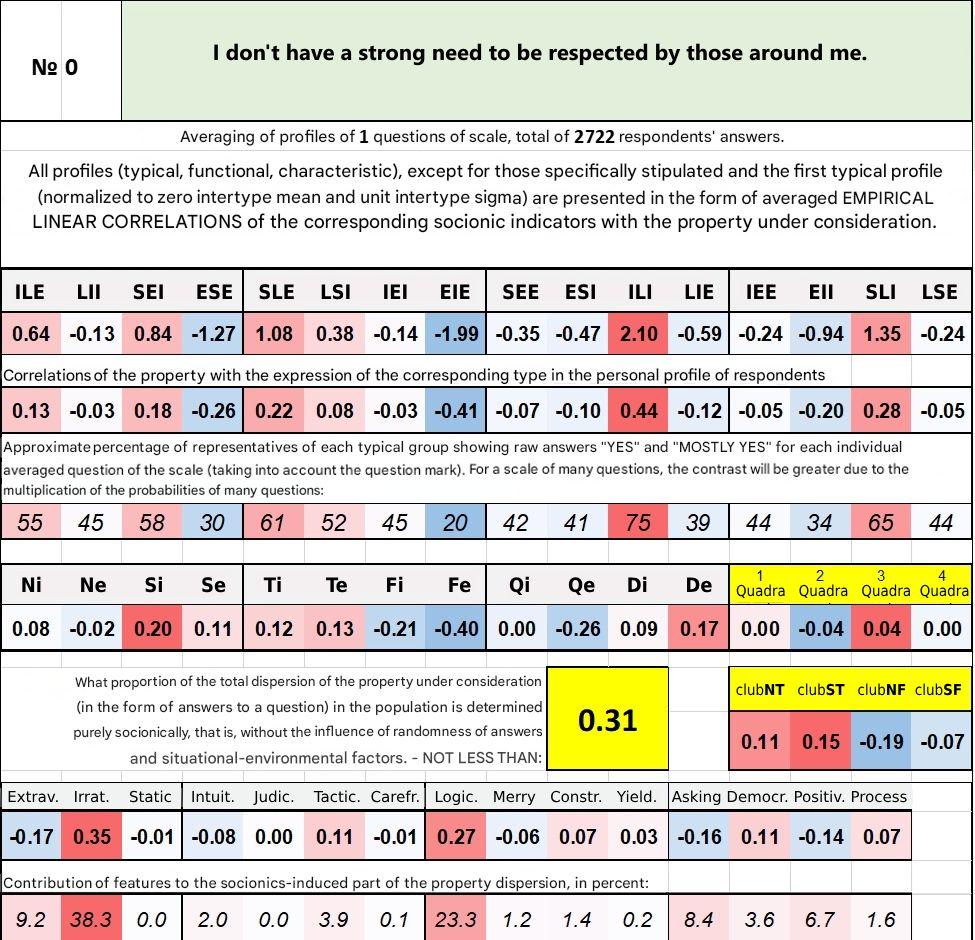 № 0
I don't have a strong need to be respected by those around me.
Averaging of profiles of 1 questions of scale, total of 2722 respondents' answers.
All profiles (typical, functional, characteristic), except for those specifically stipulated and the first typical profile
(normalized to zero intertype mean and unit intertype sigma) are presented in the form of averaged EMPIRICAL
LINEAR CORRELATIONS of the corresponding socionic indicators with the property under consideration.
ILE LII SEI ESE SLE LSI IEI EIE SEE ESI ILI LIE IEE EII SLI LSE
0.64 -0.13 0.84 -1.27 1.08 0.38 -0.14 -1.99 -0.35 -0.47 2.10 -0.59 -0.24 -0.94 1.35 -0.24
Correlations of the property with the expression of the corresponding type in the personal profile of respondents
0.13 -0.03 0.18 -0.26 0.22 0.08 -0.03 -0.41 -0.07 -0.10 0.44 -0.12 -0.05 -0.20 0.28 -0.05
Approximate percentage of representatives of each typical group showing raw answers "YES" and "MOSTLY YES" for each individual
averaged question of the scale (taking into account the question mark). For a scale of many questions, the contrast will be greater due to the
multiplication of the probabilities of many questions:
55 45 58 30 61 52 45 20 42 41 75 39 44 34 65 44
Ni Ne Si Se Ti Te Fi Fe Qi Qe Di De 1 Quadra 2 Quadra 3 Quadra 4 Quadra
0.08 -0.02 0.20 0.11 0.12 0.13 -0.21 -0.40 0.00 -0.26 0.09 0.17 0.00 -0.04 0.04 0.00
What proportion of the total dispersion of the property under consideration
(in the form of answers to a question) in the population is determined
purely socionically, that is, without the influence of randomness of answers
and situational-environmental factors. - NOT LESS THAN:
0.31
clubNT clubST clubNF clubSF
0.11 0.15 -0.19 -0.07
Extrav. Irrat. Static Intuit. Judic. Tactic. Carefr. Logic. Merry Constr. Yield. Asking Democr. Positiv. Process
-0.17 0.35 -0.01 -0.08 0.00 0.11 -0.01 0.27 -0.06 0.07 0.03 -0.16 0.11 -0.14 0.07
Contribution of features to the socionics-induced part of the property dispersion, in percent:
9.2 38.3 0.0 2.0 0.0 3.9 0.1 23.3 1.2 1.4 0.2 8.4 3.6 6.7 1.6